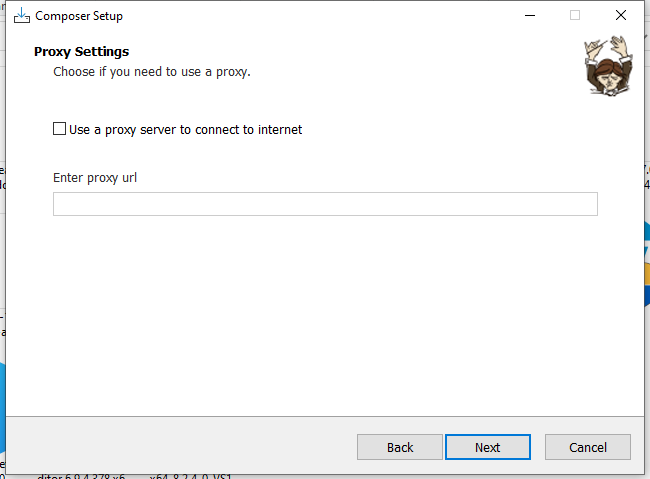 Composer Setup
Proxy Settings
Choose if you need to use a proxy.
Use a proxy server to connect to internet
Enter proxy url
Back Next Cancel